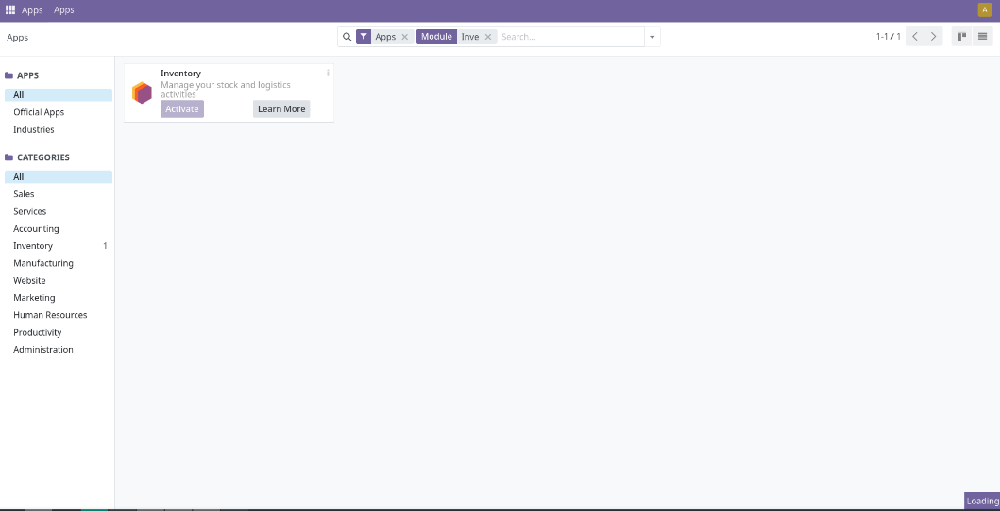 Apps Apps
A
Apps
Apps
Module Inve
Search...
1-1 / 1
APPS
All
Official Apps
Industries
CATEGORIES
All
Sales
Services
Accounting
Inventory 1
Manufacturing
Website
Marketing
Human Resources
Productivity
Administration
Inventory
Manage your stock and logistics
activities
Activate Learn More
Loading